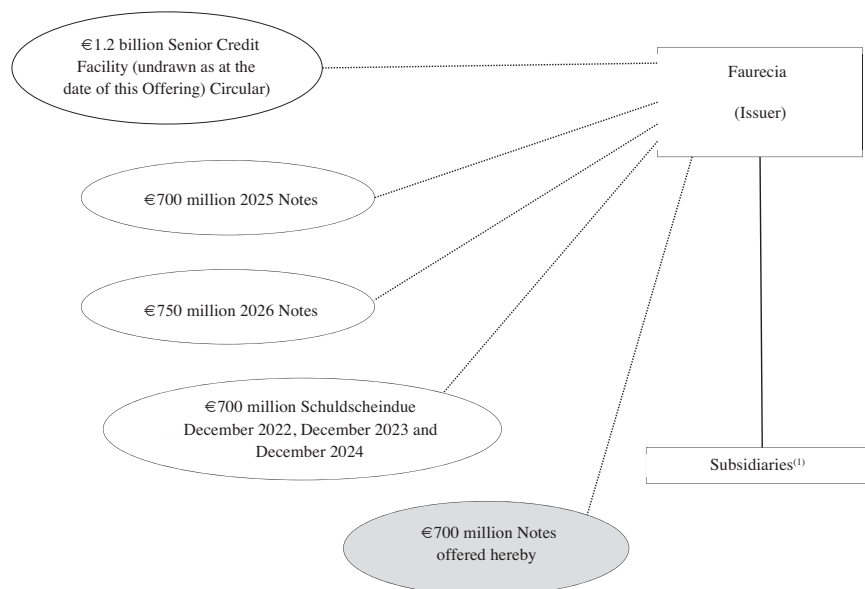 €1.2 billion Senior Credit
Facility (undrawn as at the
date of this Offering) Circular)
Faurecia
(Issuer)
€700 million 2025 Notes
€750 million 2026 Notes
€700 million Schuldscheindue
December 2022, December 2023 and
December 2024
Subsidiaries(1)
€700 million Notes
offered hereby